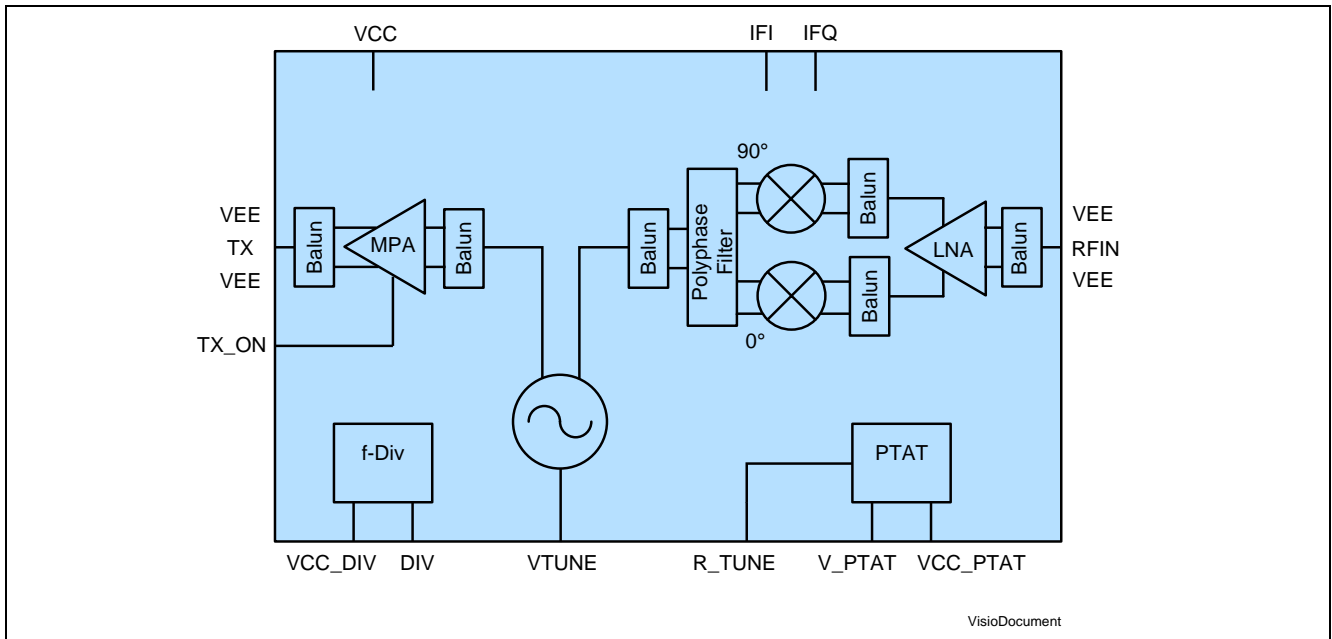 VCC
IFI IFQ
90°
VEE
TX
VEE
Balun
MPA
Balun
Balun
Polyphase
Filter
Balun
LNA
Balun
VEE
RFIN
VEE
Balun
0°
TX_ON
f-Div
PTAT
VCC_DIV DIV VTUNE R_TUNE V_PTAT VCC_PTAT
VisioDocument